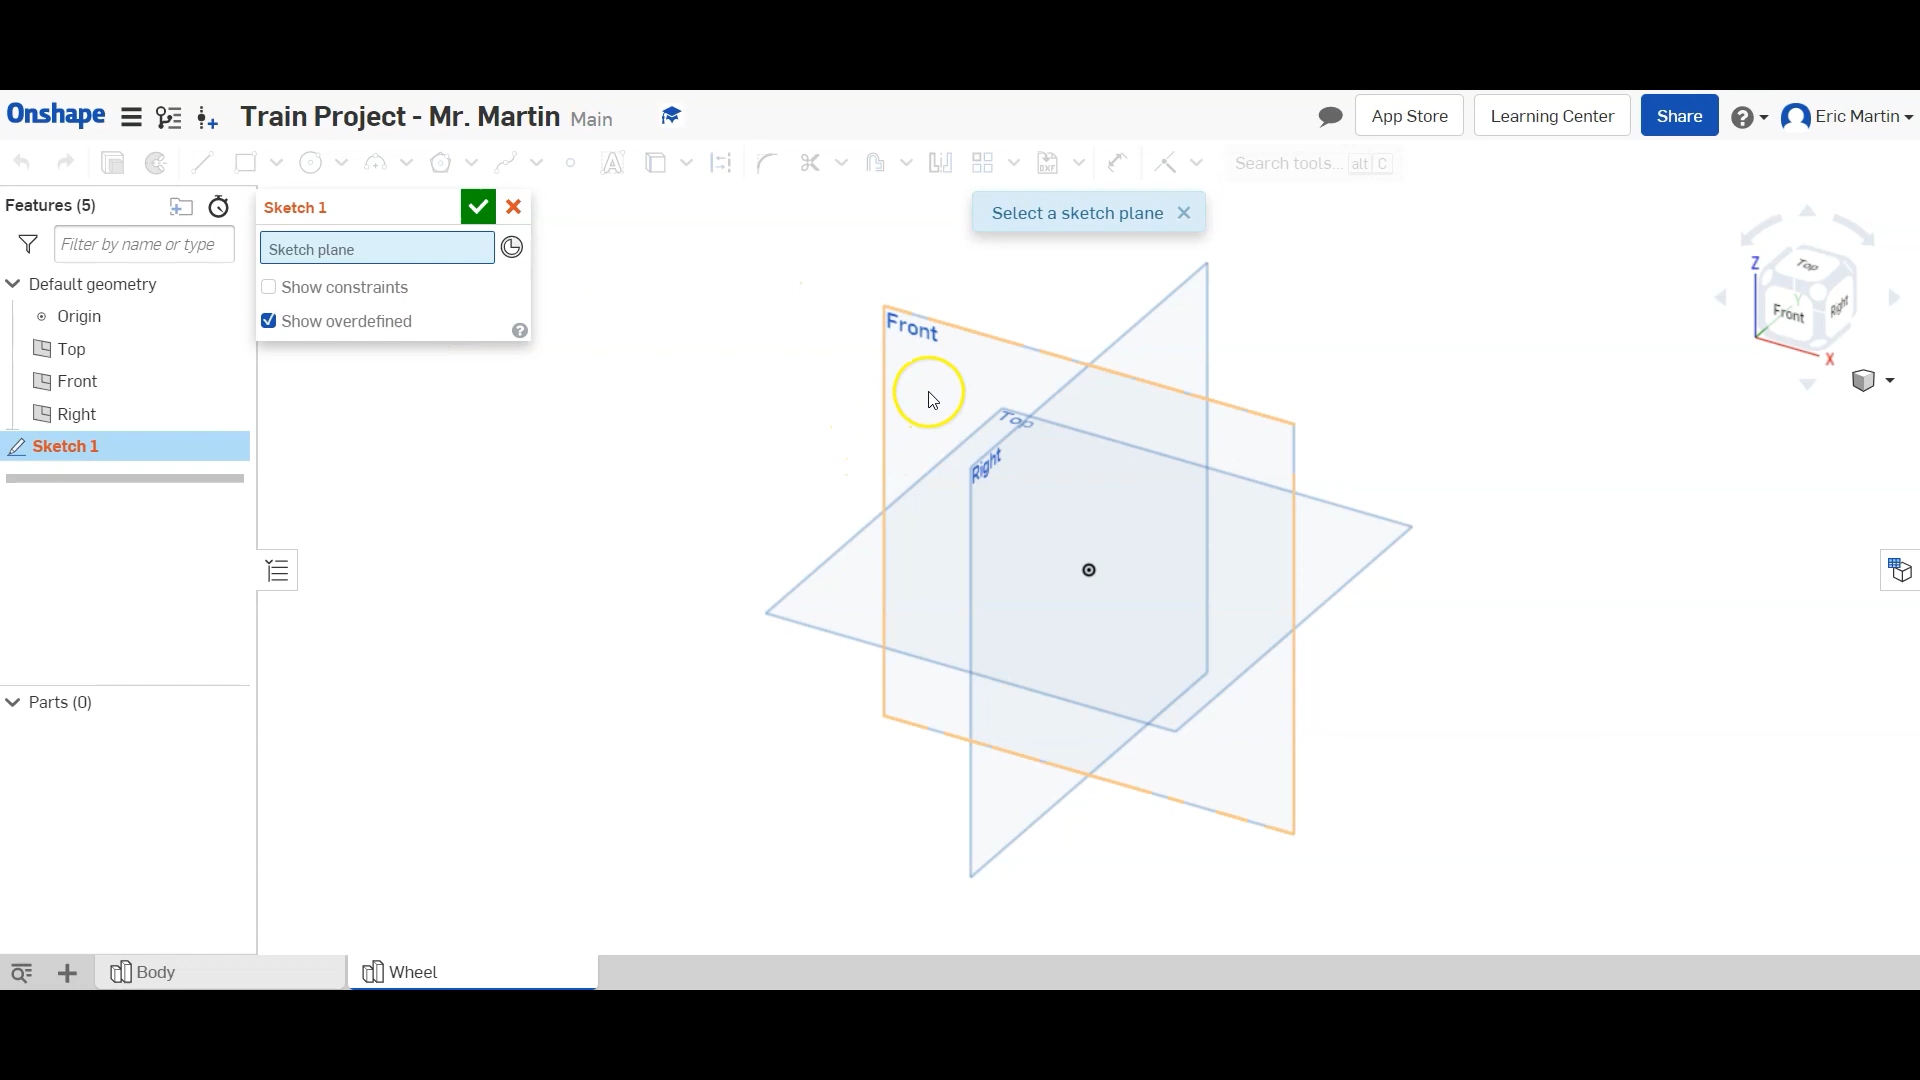 Onshape
Train Project - Mr. Martin Main
App Store
Learning Center
Share
Eric Martin
DXF
Search tools... alt C
Features (5)
Filter by name or type
Default geometry
Origin
Top
Front
Right
Sketch 1
Parts (0)
Sketch 1
Sketch plane
Show constraints
Show overdefined
Select a sketch plane
Front
Top
Right
Z
Top
Y
Front
Right
X
Body
Wheel